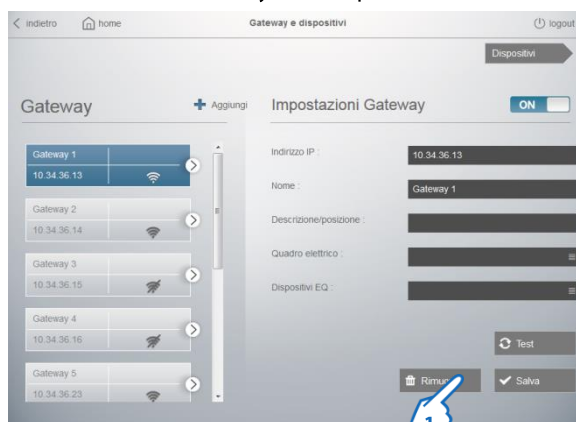 indietro home Gateway e dispositivi logout
Dispositivi
Gateway Aggiungi
Gateway 1
10.34.36.13
Gateway 2
10.34.36.14
Gateway 3
10.34.36.15
Gateway 4
10.34.36.16
Gateway 5
10.34.36.23
Impostazioni Gateway ON
Indirizzo IP : 10.34.36.13
Nome : Gateway 1
Descrizione/posizione :
Quadro elettrico :
Dispositivi EQ :
Test
Salva
1